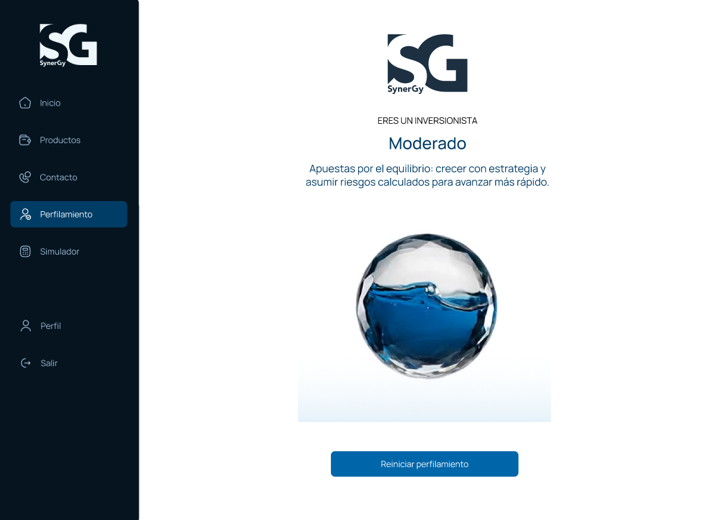 SG
SynerGy
Inicio
Productos
Contacto
Perfilamiento
Simulador
Perfil
Salir
SG
SynerGy
ERES UN INVERSIONISTA
Moderado
Apuestas por el equilibrio: crecer con estrategia y
asumir riesgos calculados para avanzar más rápido.
Reiniciar perfilamiento